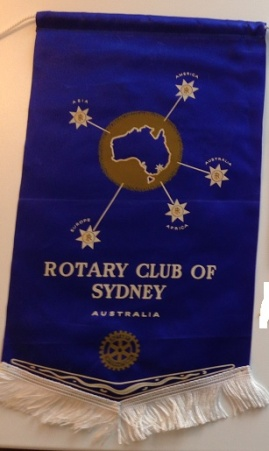 AMERICA
ASIA
AUSTRALIA
EUROPE
AFRICA
ROTARY CLUB OF
SYDNEY
AUSTRALIA